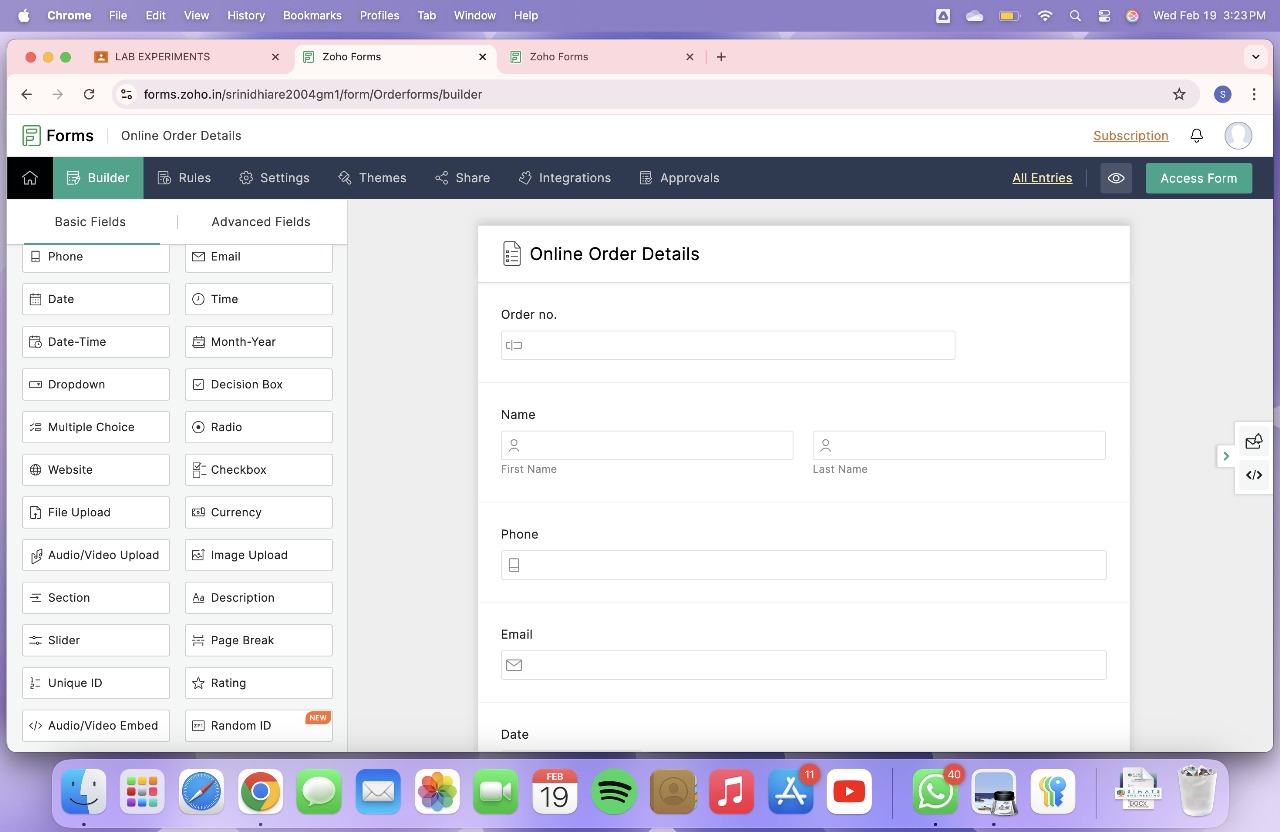 Chrome File Edit View History Bookmarks Profiles Tab Window Help Wed Feb 19 3:23 PM
LAB EXPERIMENTS Zoho Forms Zoho Forms
forms.zoho.in/srinidhiare2004gm1/form/Orderforms/builder S
Forms Online Order Details Subscription
Builder Rules Settings Themes Share Integrations Approvals All Entries Access Form
Basic Fields Advanced Fields
Phone Email
Date Time
Date-Time Month-Year
Dropdown Decision Box
Multiple Choice Radio
Website Checkbox
File Upload Currency
Audio/Video Upload Image Upload
Section Description
Slider Page Break
Unique ID Rating
Audio/Video Embed Random ID NEW
Online Order Details
Order no.
Name
First Name Last Name
Phone
Email
Date
FEB
19
11
40
DOCX